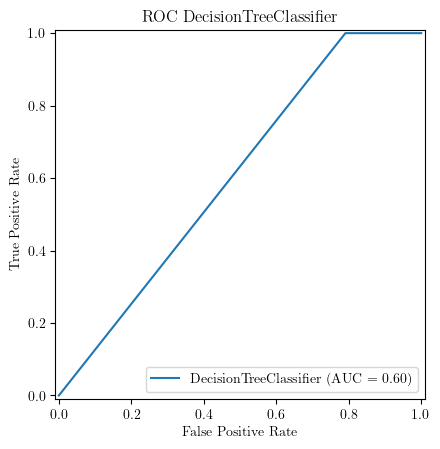 ROC DecisionTreeClassifier
1.0
0.8
0.6
0.4
0.2
0.0
True Positive Rate
DecisionTreeClassifier (AUC = 0.60)
0.0 0.2 0.4 0.6 0.8 1.0
False Positive Rate